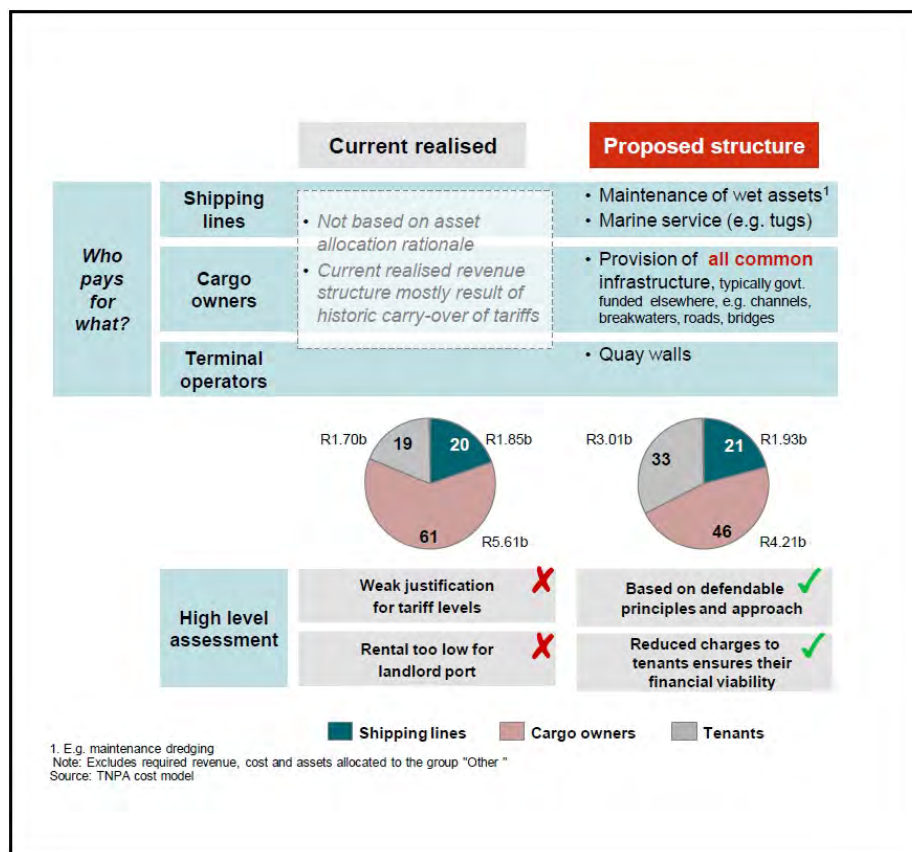 Current realised
Proposed structure
Who
pays
for
what?
Shipping
lines
• Maintenance of wet assets1
• Marine service (e.g. tugs)
• Not based on asset
allocation rationale
• Current realised revenue
structure mostly result of
historic carry-over of tariffs
Cargo
owners
• Provision of all common
infrastructure, typically govt.
funded elsewhere, e.g. channels,
breakwaters, roads, bridges
Terminal
operators
• Quay walls
R1.70b
19
20
R1.85b
61
R5.61b
R3.01b
33
21
R1.93b
46
R4.21b
High level
assessment
Weak justification
for tariff levels
Based on defendable
principles and approach
Rental too low for
landlord port
Reduced charges to
tenants ensures their
financial viability
Shipping lines
Cargo owners
Tenants
1. E.g. maintenance dredging
Note: Excludes required revenue, cost and assets allocated to the group "Other "
Source: TNPA cost model